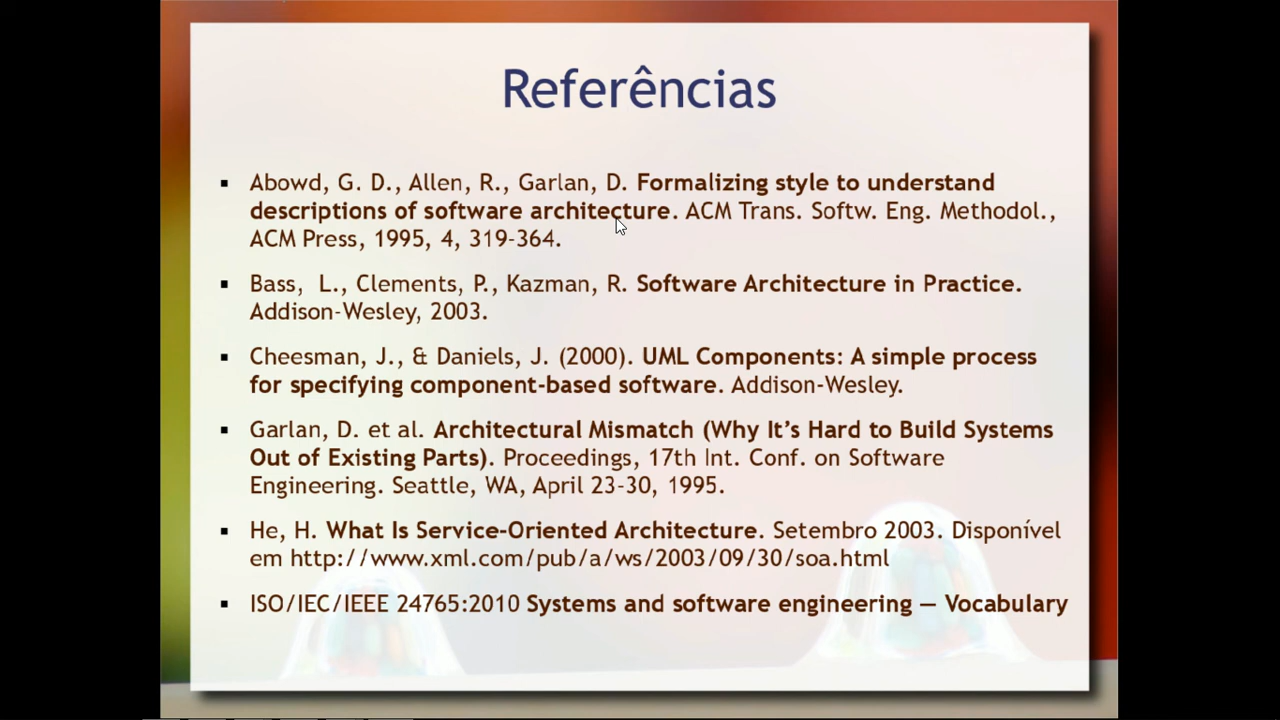 Referências
▪ Abowd, G. D., Allen, R., Garlan, D. Formalizing style to understand
descriptions of software architecture. ACM Trans. Softw. Eng. Methodol.,
ACM Press, 1995, 4, 319-364.
▪ Bass, L., Clements, P., Kazman, R. Software Architecture in Practice.
Addison-Wesley, 2003.
▪ Cheesman, J., & Daniels, J. (2000). UML Components: A simple process
for specifying component-based software. Addison-Wesley.
▪ Garlan, D. et al. Architectural Mismatch (Why It’s Hard to Build Systems
Out of Existing Parts). Proceedings, 17th Int. Conf. on Software
Engineering. Seattle, WA, April 23-30, 1995.
▪ He, H. What Is Service-Oriented Architecture. Setembro 2003. Disponível
em http://www.xml.com/pub/a/ws/2003/09/30/soa.html
▪ ISO/IEC/IEEE 24765:2010 Systems and software engineering — Vocabulary